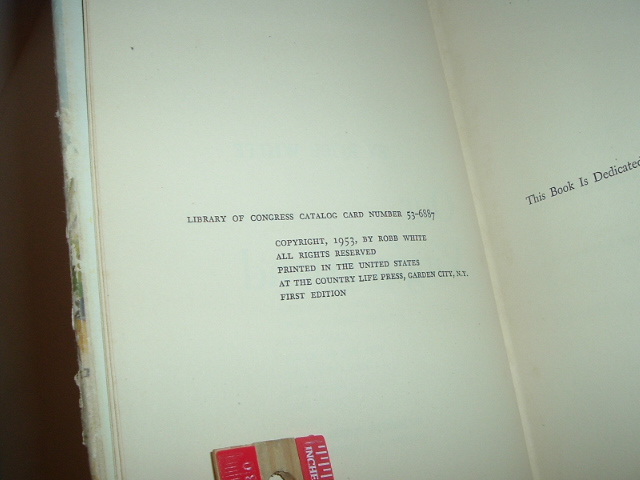 LIBRARY OF CONGRESS CATALOG CARD NUMBER 53-6887
COPYRIGHT, 1953, BY ROBB WHITE
ALL RIGHTS RESERVED
PRINTED IN THE UNITED STATES
AT THE COUNTRY LIFE PRESS, GARDEN CITY, N.Y.
FIRST EDITION
This Book Is Dedicated
INCHE